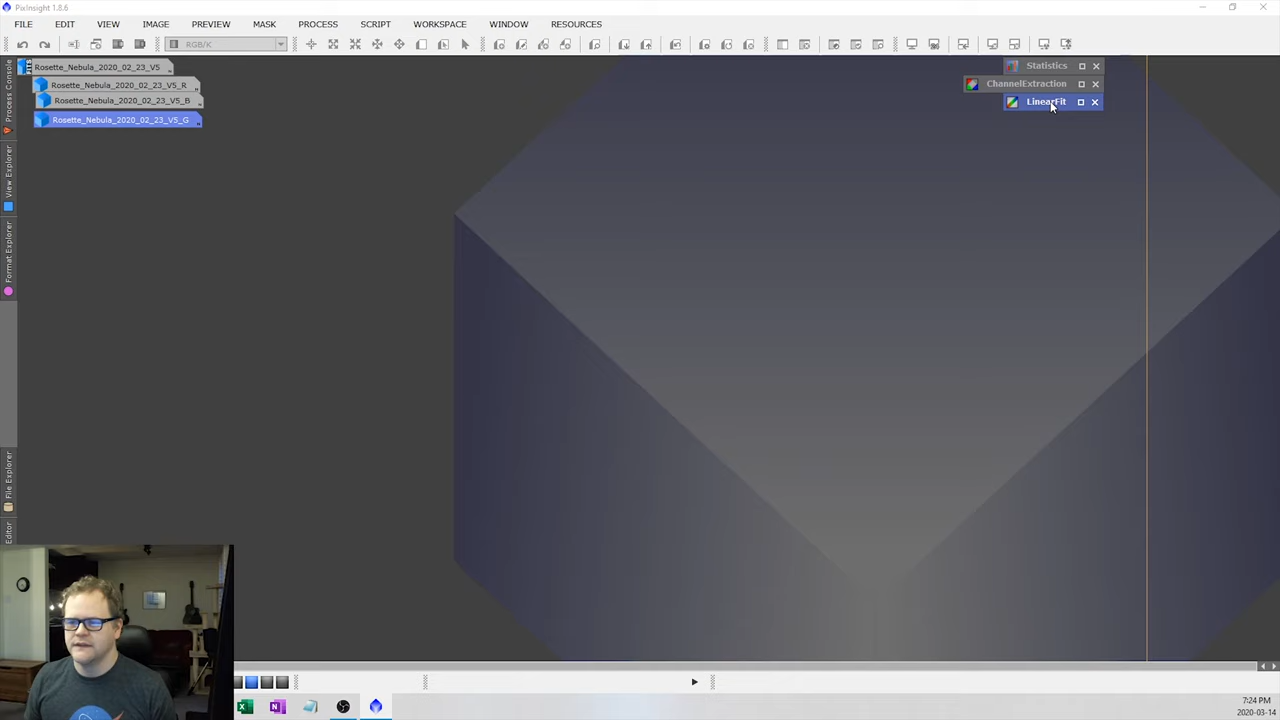 PixInsight 1.8.6
FILE EDIT VIEW IMAGE PREVIEW MASK PROCESS SCRIPT WORKSPACE WINDOW RESOURCES
RGB/K
Process Console
View Explorer
Format Explorer
File Explorer
Editor
Rosette_Nebula_2020_02_23_V5
Rosette_Nebula_2020_02_23_V5_R
Rosette_Nebula_2020_02_23_V5_B
Rosette_Nebula_2020_02_23_V5_G
Statistics
ChannelExtraction
LinearFit
7:24 PM
2020-03-14